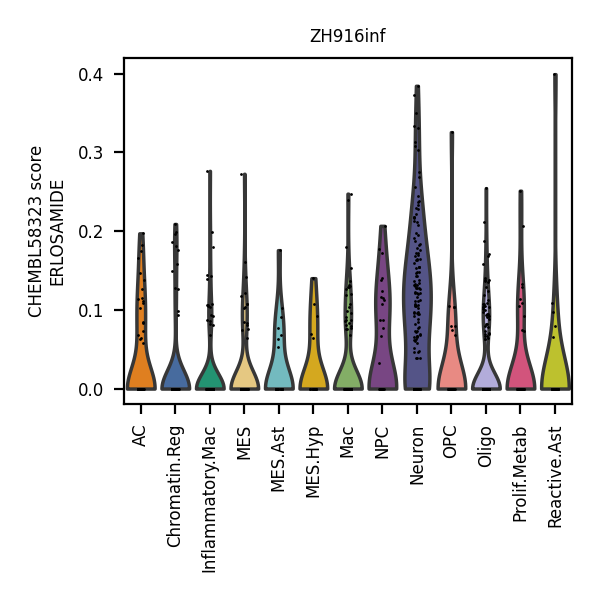 ZH916inf
CHEMBL58323 score
ERLOSAMIDE
0.4
0.3
0.2
0.1
0.0
AC
Chromatin.Reg
Inflammatory.Mac
MES
MES.Ast
MES.Hyp
Mac
NPC
Neuron
OPC
Oligo
Prolif.Metab
Reactive.Ast